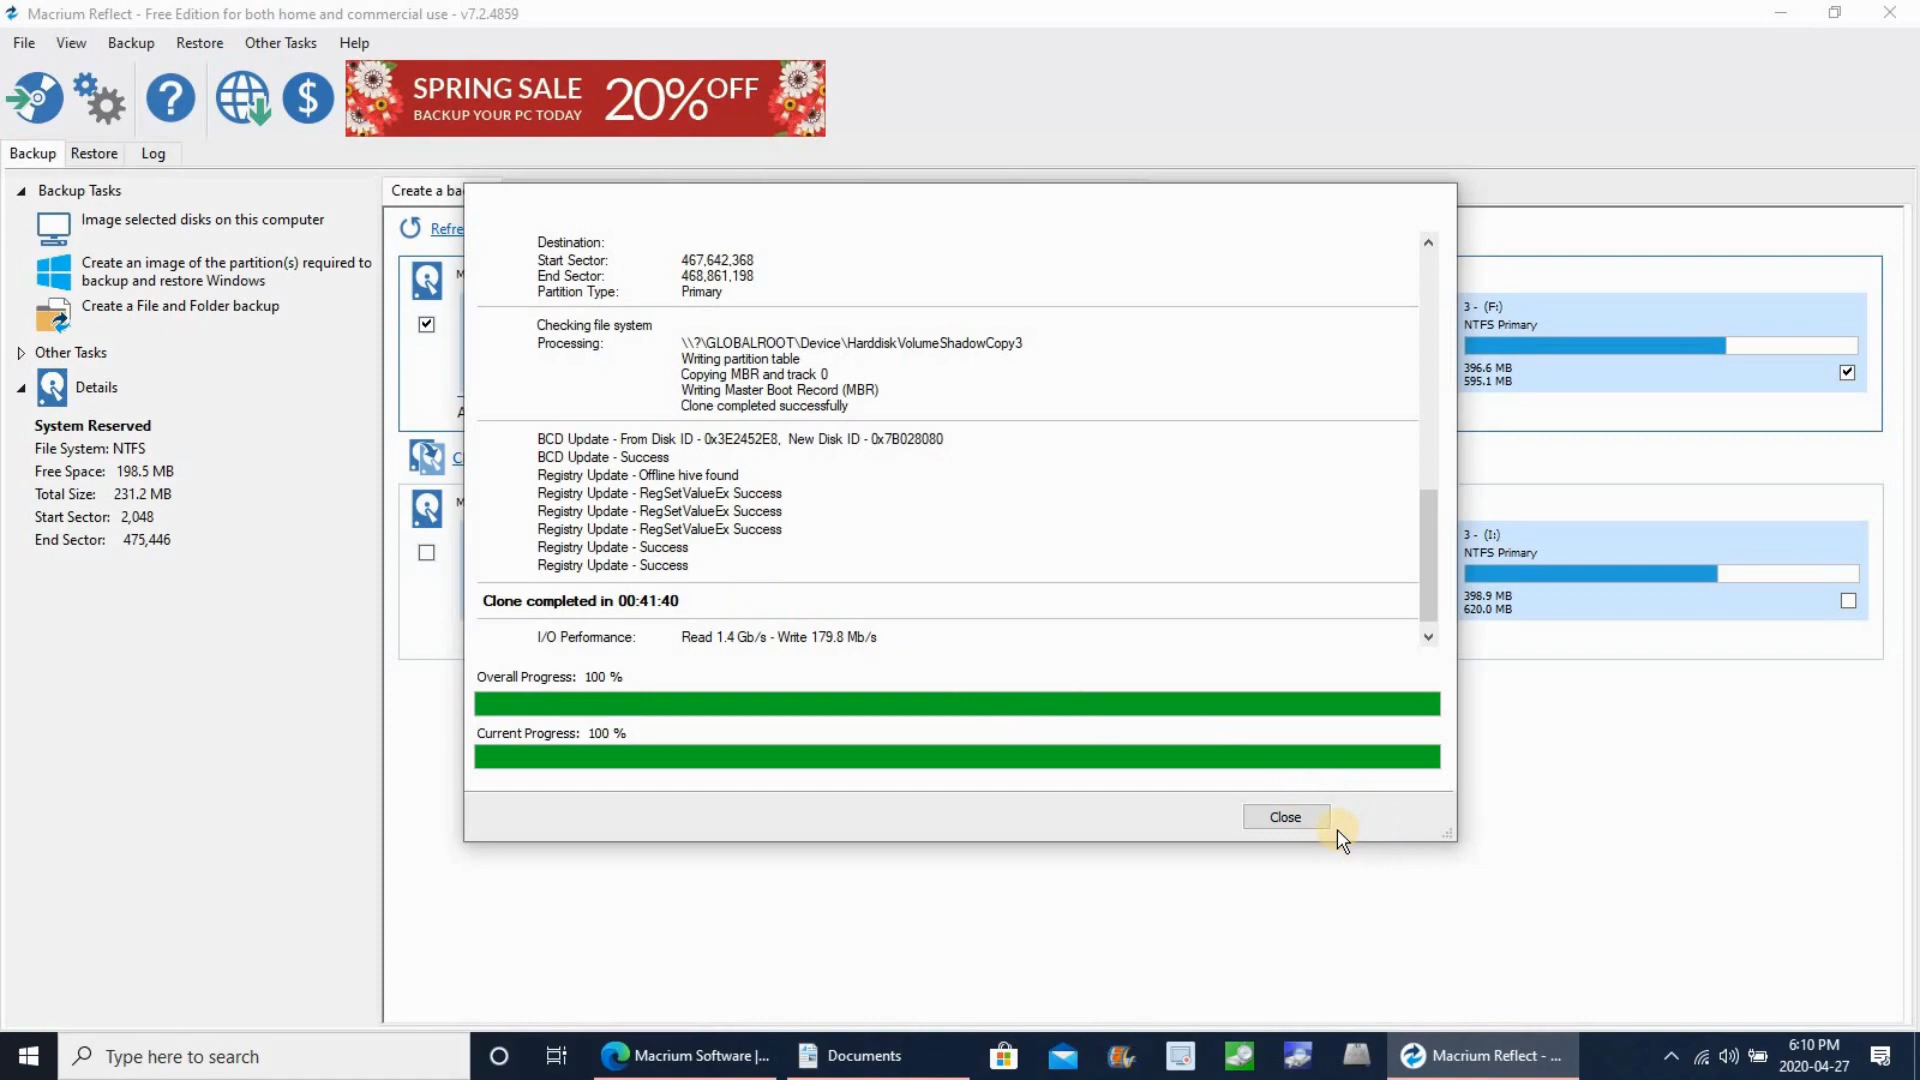 Macrium Reflect - Free Edition for both home and commercial use - v7.2.4859
File View Backup Restore Other Tasks Help
SPRING SALE
BACKUP YOUR PC TODAY
20% OFF
Backup Restore Log
Backup Tasks
Image selected disks on this computer
Create an image of the partition(s) required to
backup and restore Windows
Create a File and Folder backup
Other Tasks
Details
System Reserved
File System: NTFS
Free Space: 198.5 MB
Total Size: 231.2 MB
Start Sector: 2,048
End Sector: 475,446
Create a ba
Refre
M
A
C
M
Destination:
Start Sector: 467,642,368
End Sector: 468,861,198
Partition Type: Primary
Checking file system
Processing: \\?\GLOBALROOT\Device\HarddiskVolumeShadowCopy3
Writing partition table
Copying MBR and track 0
Writing Master Boot Record (MBR)
Clone completed successfully
BCD Update - From Disk ID - 0x3E2452E8, New Disk ID - 0x7B028080
BCD Update - Success
Registry Update - Offline hive found
Registry Update - RegSetValueEx Success
Registry Update - RegSetValueEx Success
Registry Update - RegSetValueEx Success
Registry Update - Success
Registry Update - Success
Clone completed in 00:41:40
I/O Performance: Read 1.4 Gb/s - Write 179.8 Mb/s
Overall Progress: 100 %
Current Progress: 100 %
Close
3 - (F:)
NTFS Primary
396.6 MB
595.1 MB
3 - (I:)
NTFS Primary
398.9 MB
620.0 MB
Type here to search
Macrium Software |...
Documents
Macrium Reflect - ...
6:10 PM
2020-04-27